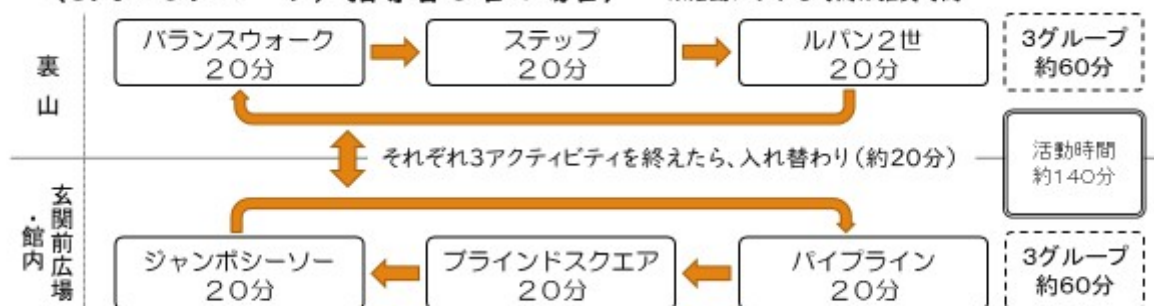 バランスウォーク
20分
ステップ
20分
ルパン2世
20分
3グループ
約60分
裏山
それぞれ3アクティビティを終えたら、入れ替わり(約20分)
活動時間
約140分
玄関前広場
・館内
ジャンボシーソー
20分
ブラインドスクエア
20分
パイプライン
20分
3グループ
約60分